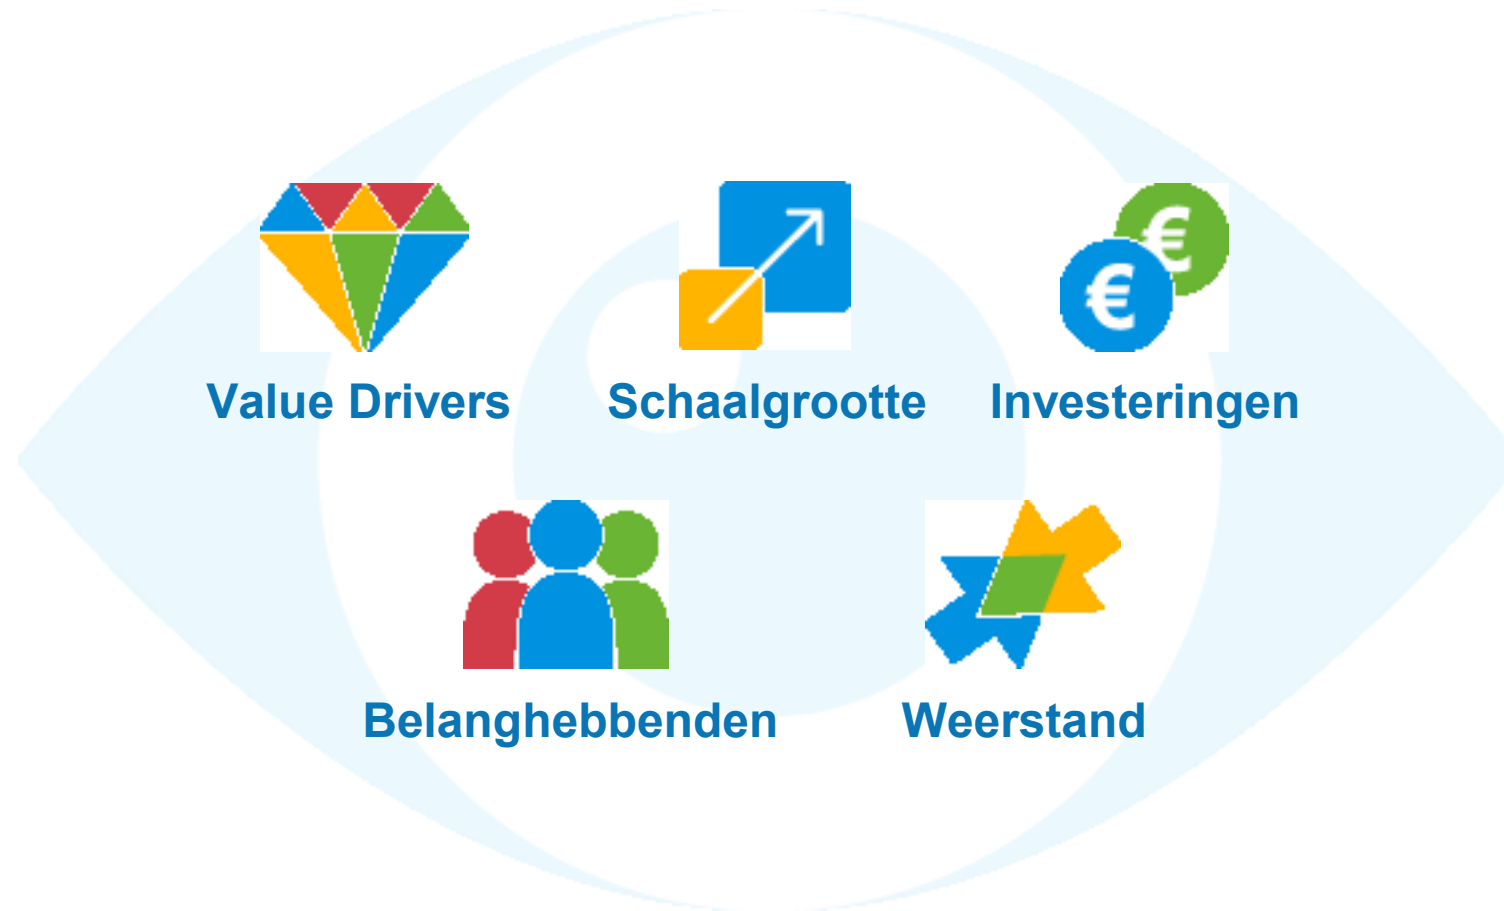 €
€
Value Drivers
Schaalgrootte
Investeringen
Belanghebbenden
Weerstand